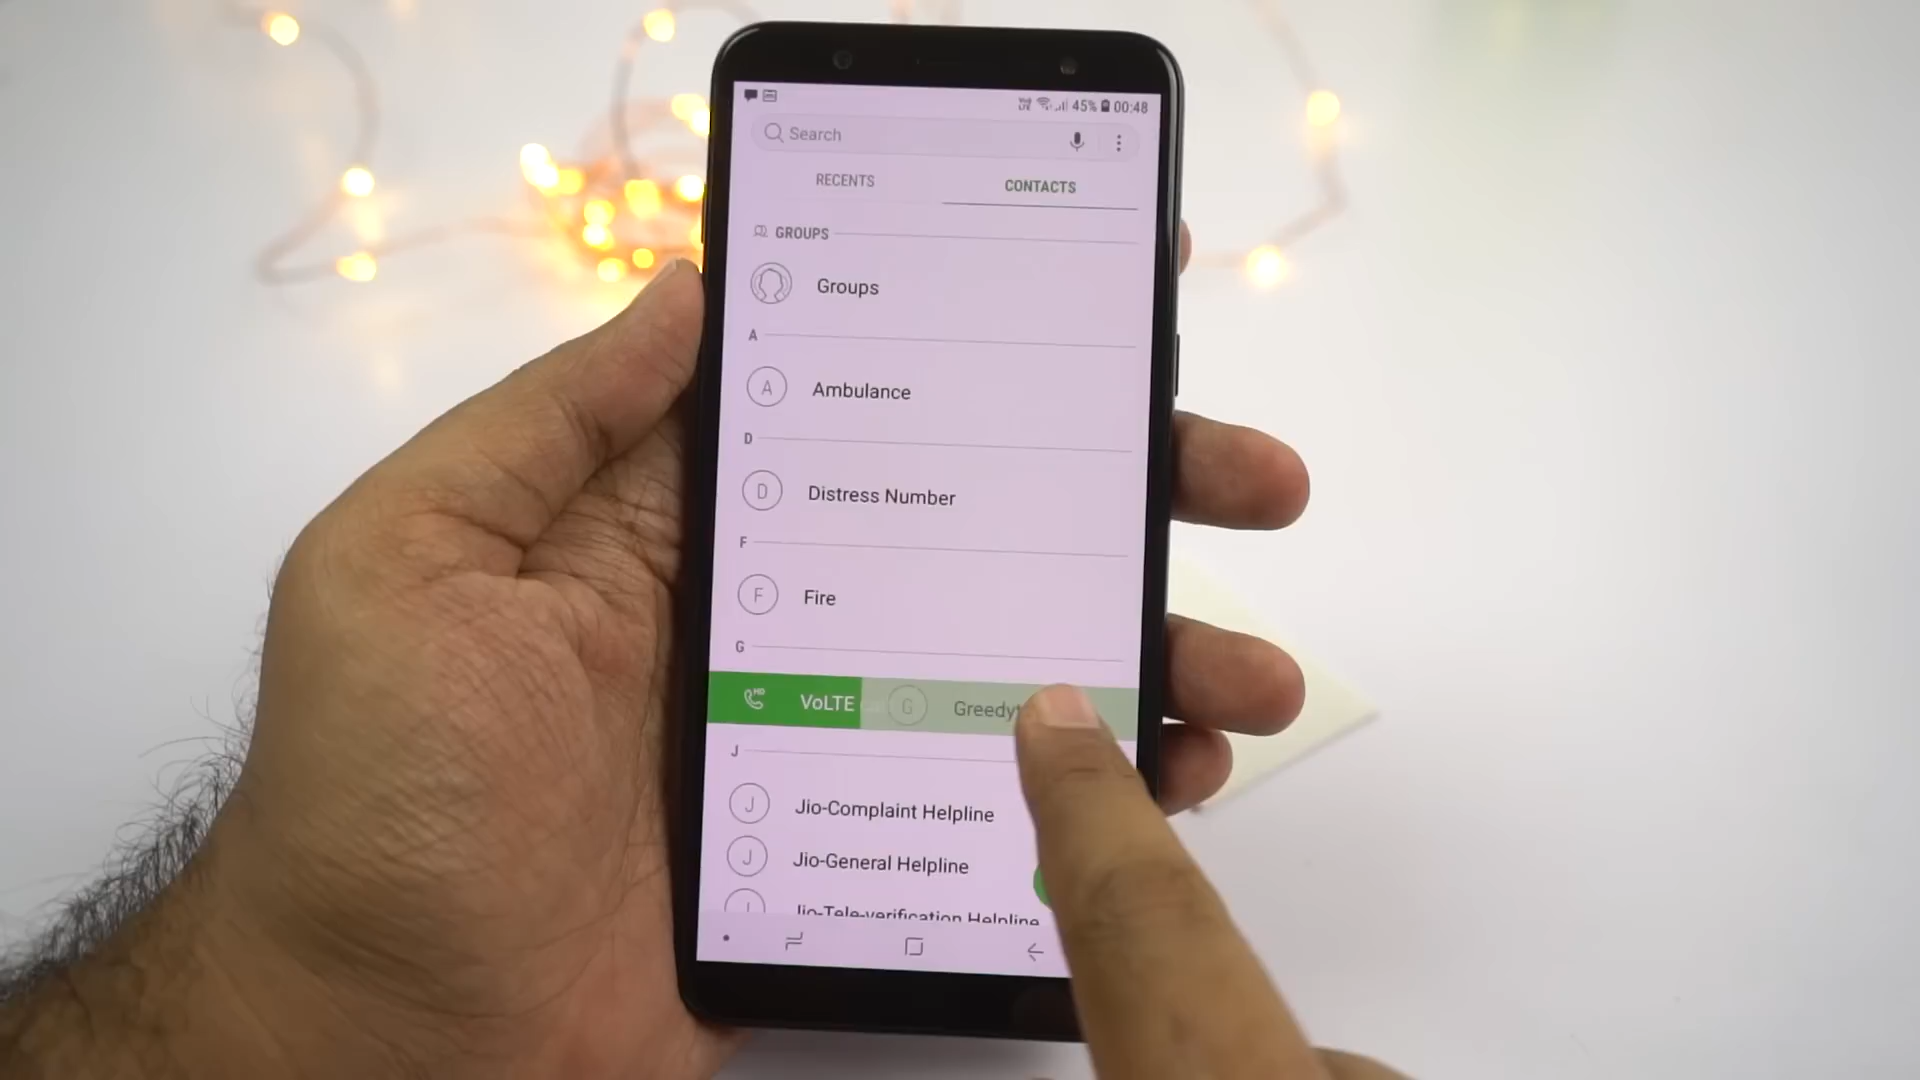 45% 00:48
Search
RECENTS CONTACTS
GROUPS
Groups
A
A Ambulance
D
D Distress Number
F
F Fire
G
VoLTE G
J
J Jio-Complaint Helpline
J Jio-General Helpline
Jio-Tele-verification Helpline